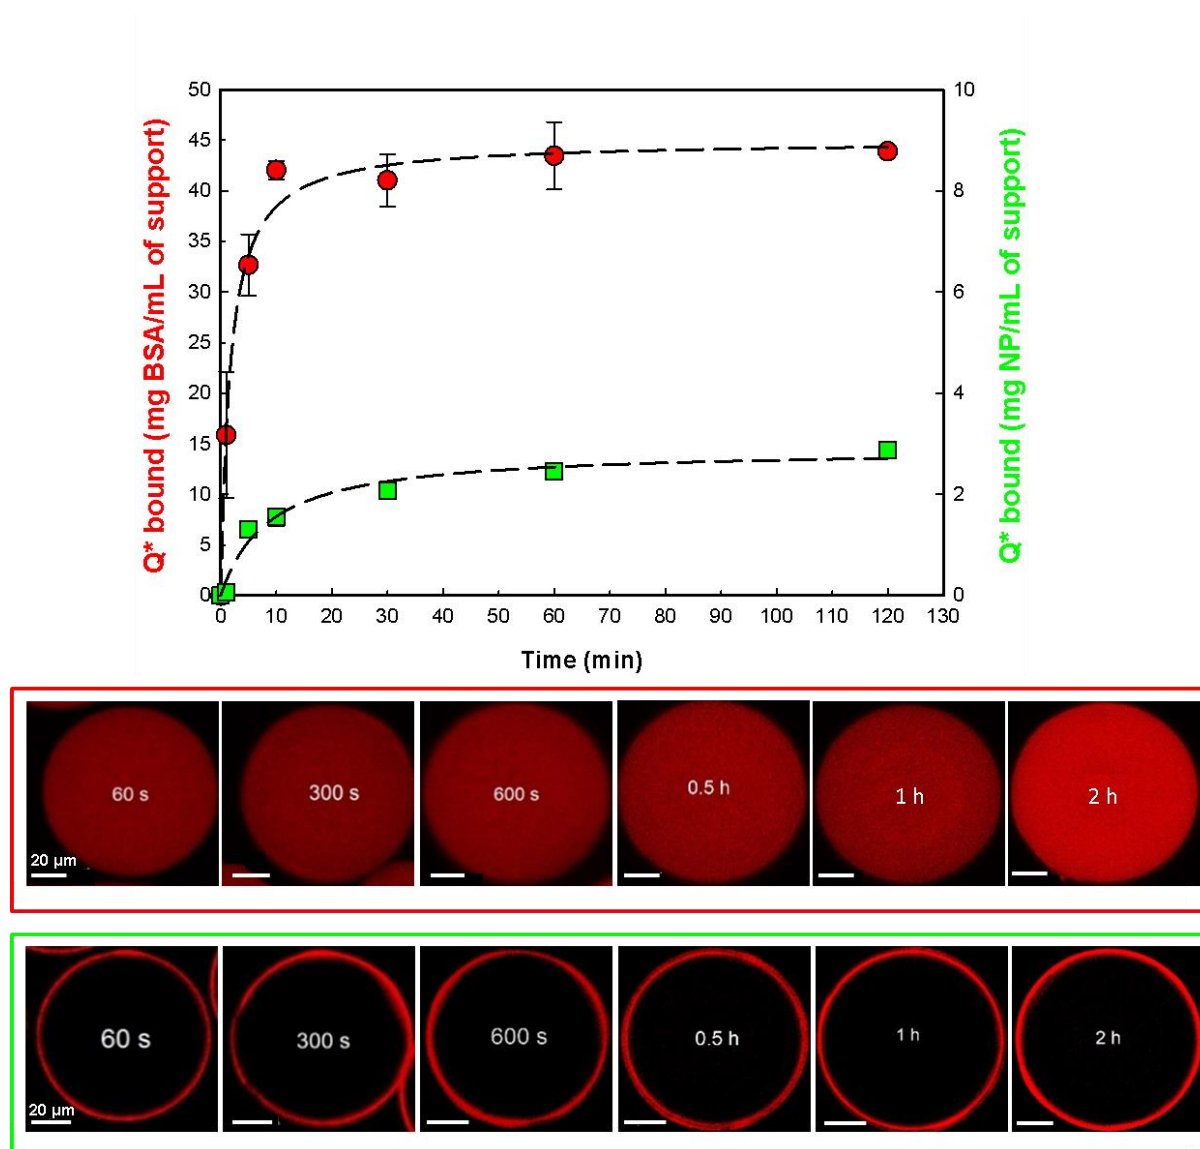 50
45
40
35
30
25
20
15
10
5
0
Q* bound (mg BSA/mL of support)
10
8
6
4
2
0
Q* bound (mg NP/mL of support)
0 10 20 30 40 50 60 70 80 90 100 110 120 130
Time (min)
60 s 300 s 600 s 0.5 h 1 h 2 h
20 µm
60 s 300 s 600 s 0.5 h 1 h 2 h
20 µm